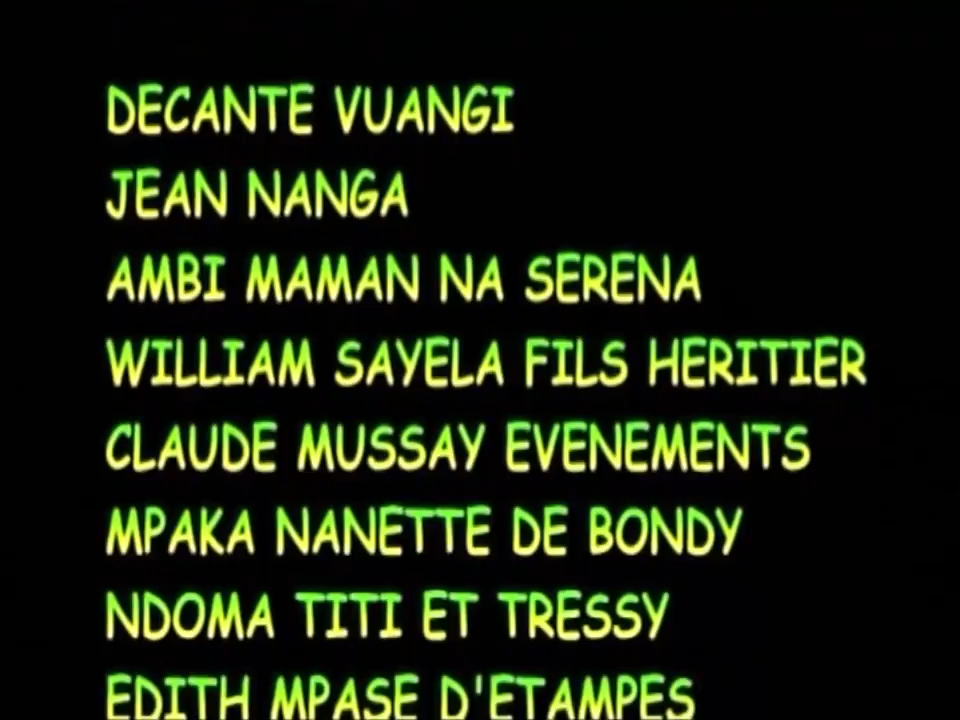 DECANTE VUANGI
JEAN NANGA
AMBI MAMAN NA SERENA
WILLIAM SAYELA FILS HERITIER
CLAUDE MUSSAY EVENEMENTS
MPAKA NANETTE DE BONDY
NDOMA TITI ET TRESSY
EDITH MPASE D'ETAMPES